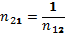 n₂₁ = 1/n₁₂